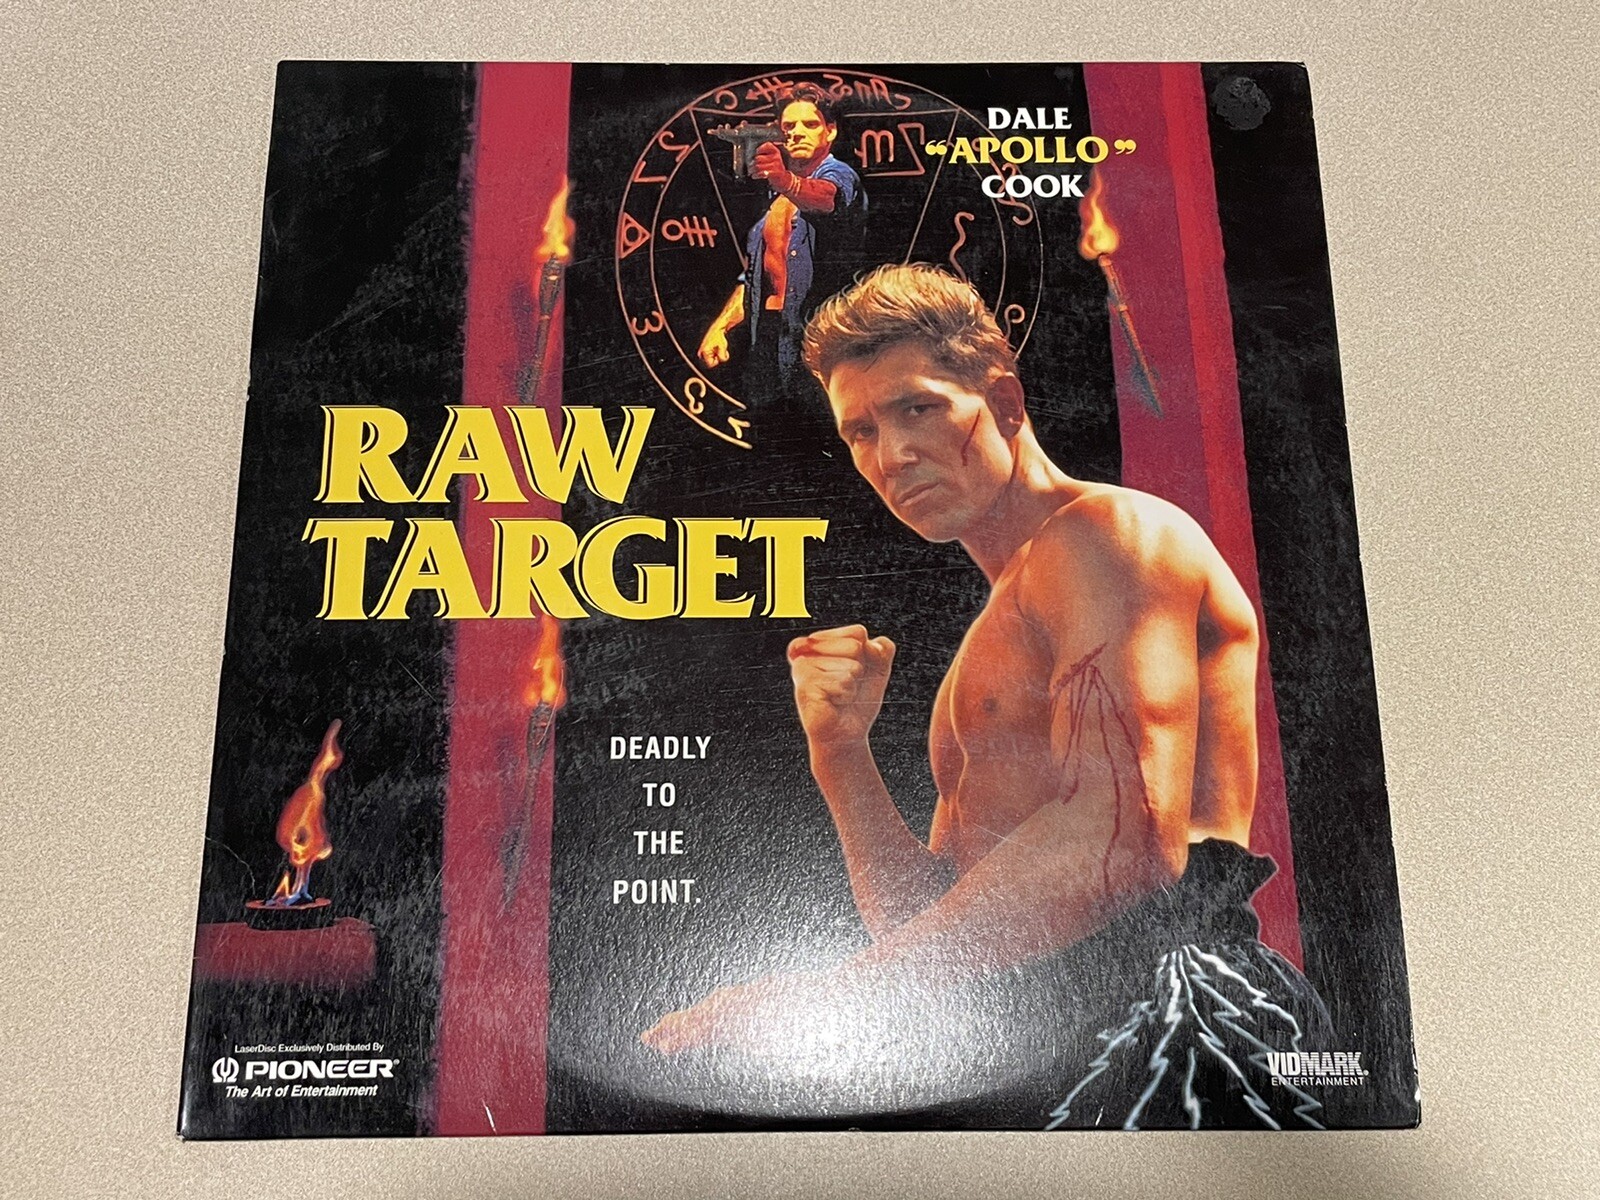 DALE
“APOLLO”
COOK
RAW
TARGET
DEADLY
TO
THE
POINT.
LaserDisc Exclusively Distributed By
PIONEER®
The Art of Entertainment
VIDMARK.
ENTERTAINMENT